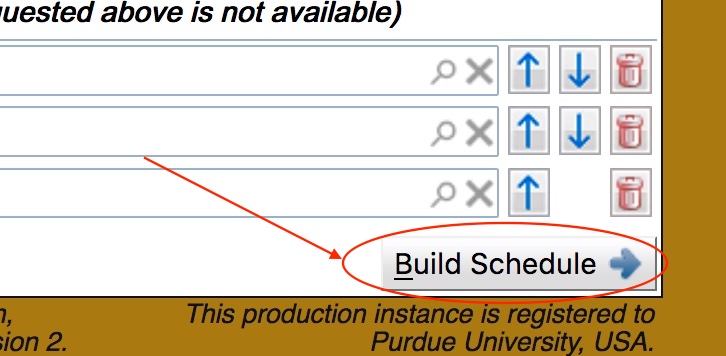 uested above is not available)
Build Schedule
n, This production instance is registered to
sion 2. Purdue University, USA.